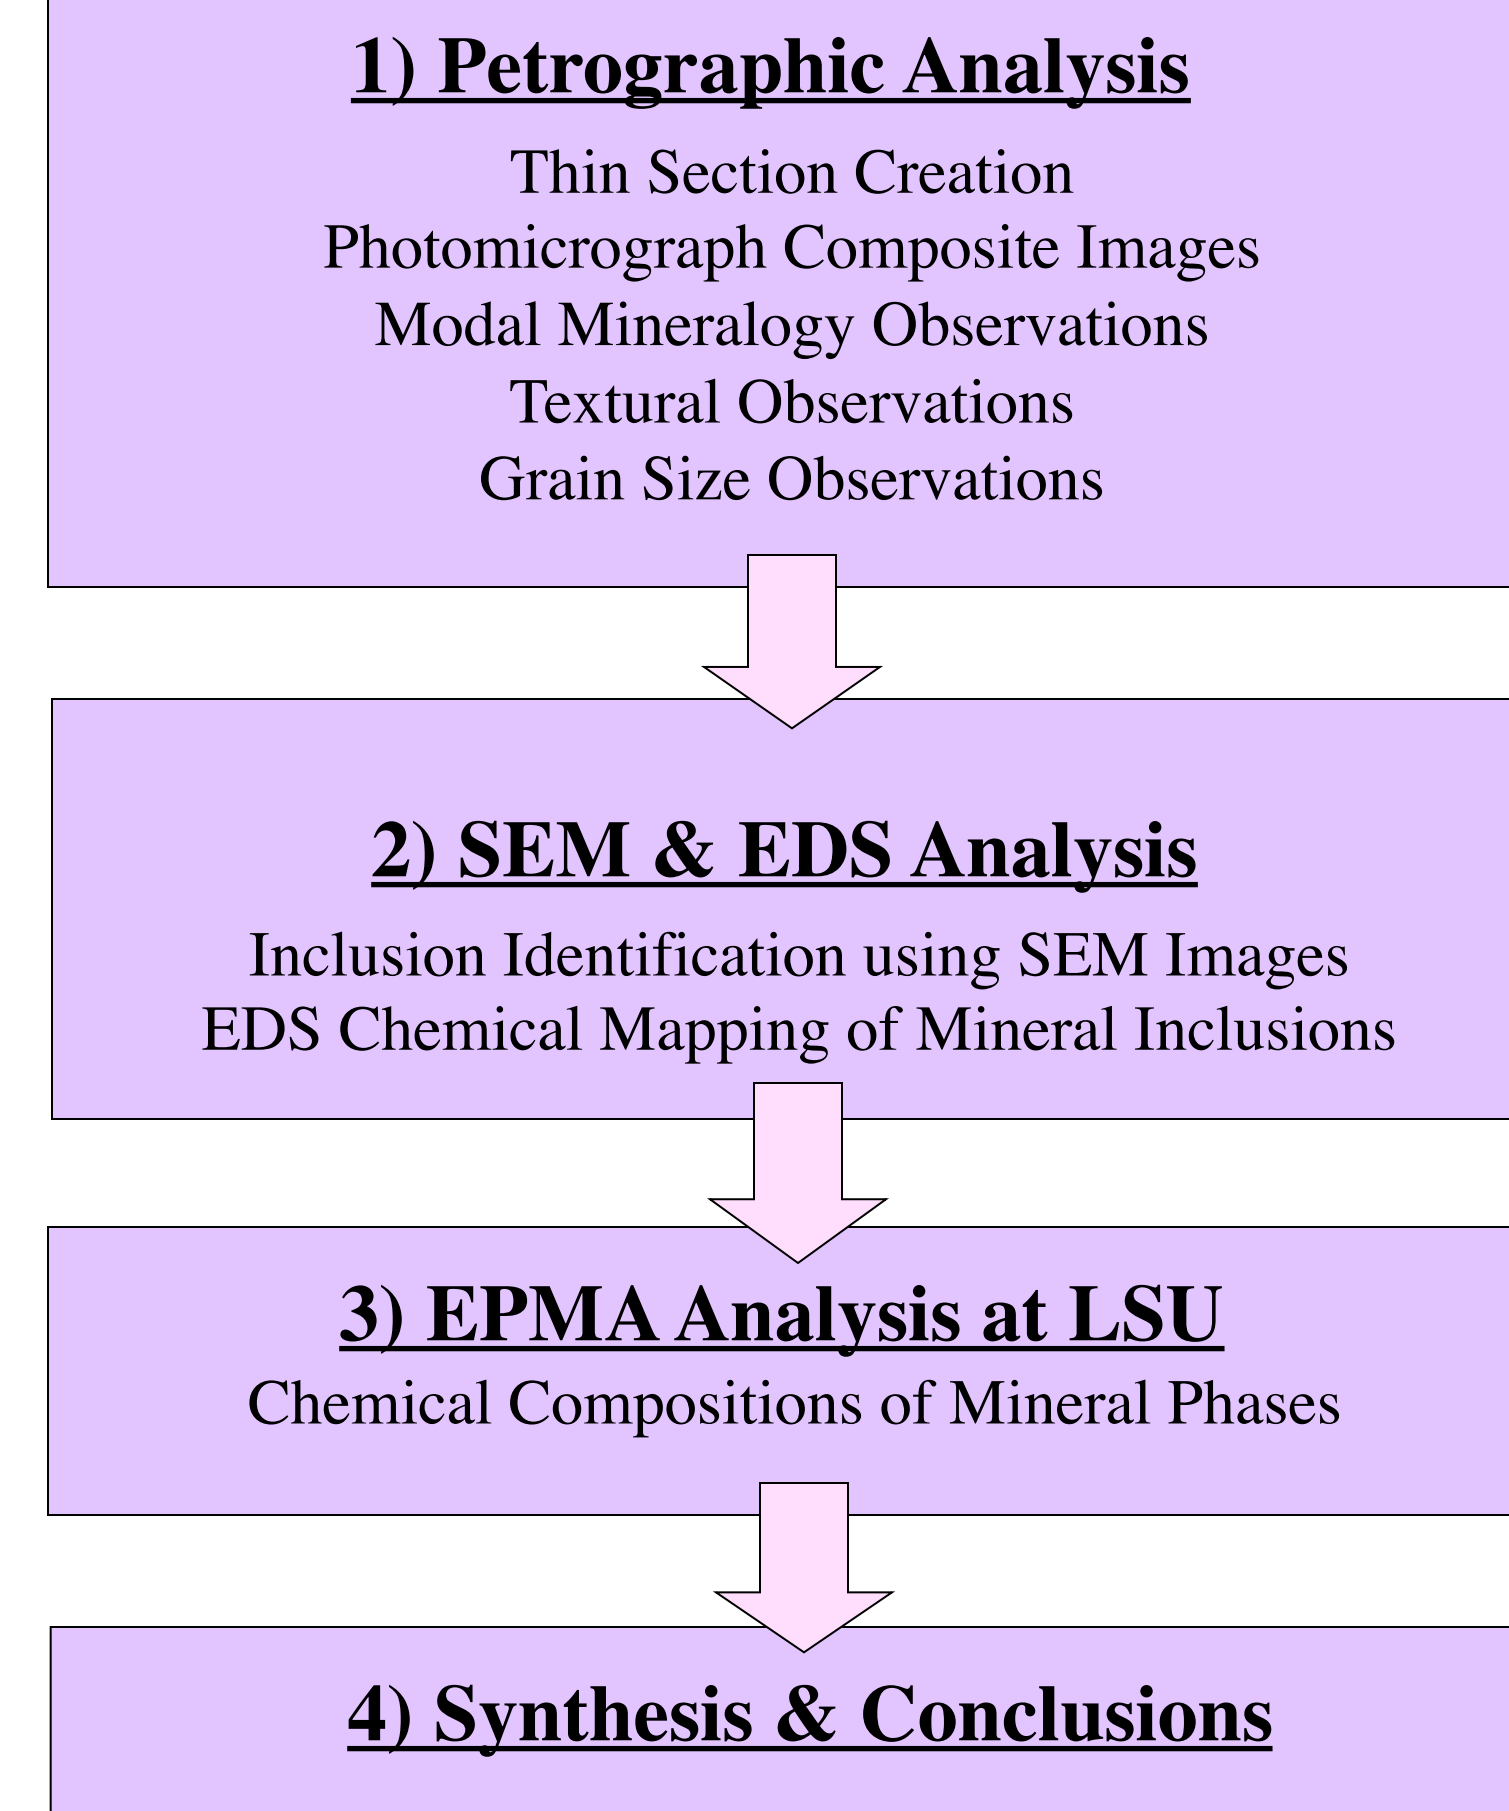 1) Petrographic Analysis
Thin Section Creation
Photomicrograph Composite Images
Modal Mineralogy Observations
Textural Observations
Grain Size Observations
2) SEM & EDS Analysis
Inclusion Identification using SEM Images
EDS Chemical Mapping of Mineral Inclusions
3) EPMA Analysis at LSU
Chemical Compositions of Mineral Phases
4) Synthesis & Conclusions